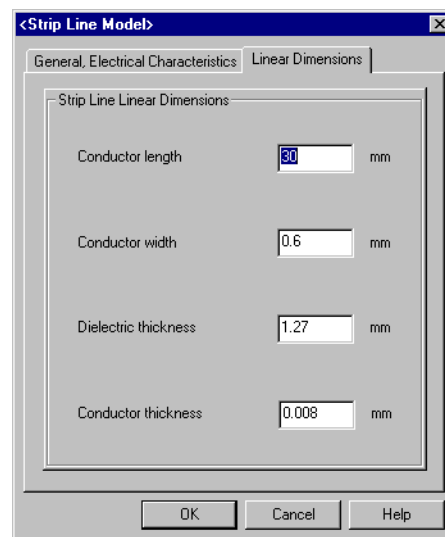 <Strip Line Model>
General, Electrical Characteristics Linear Dimensions
Strip Line Linear Dimensions
Conductor length 30 mm
Conductor width 0.6 mm
Dielectric thickness 1.27 mm
Conductor thickness 0.008 mm
OK Cancel Help